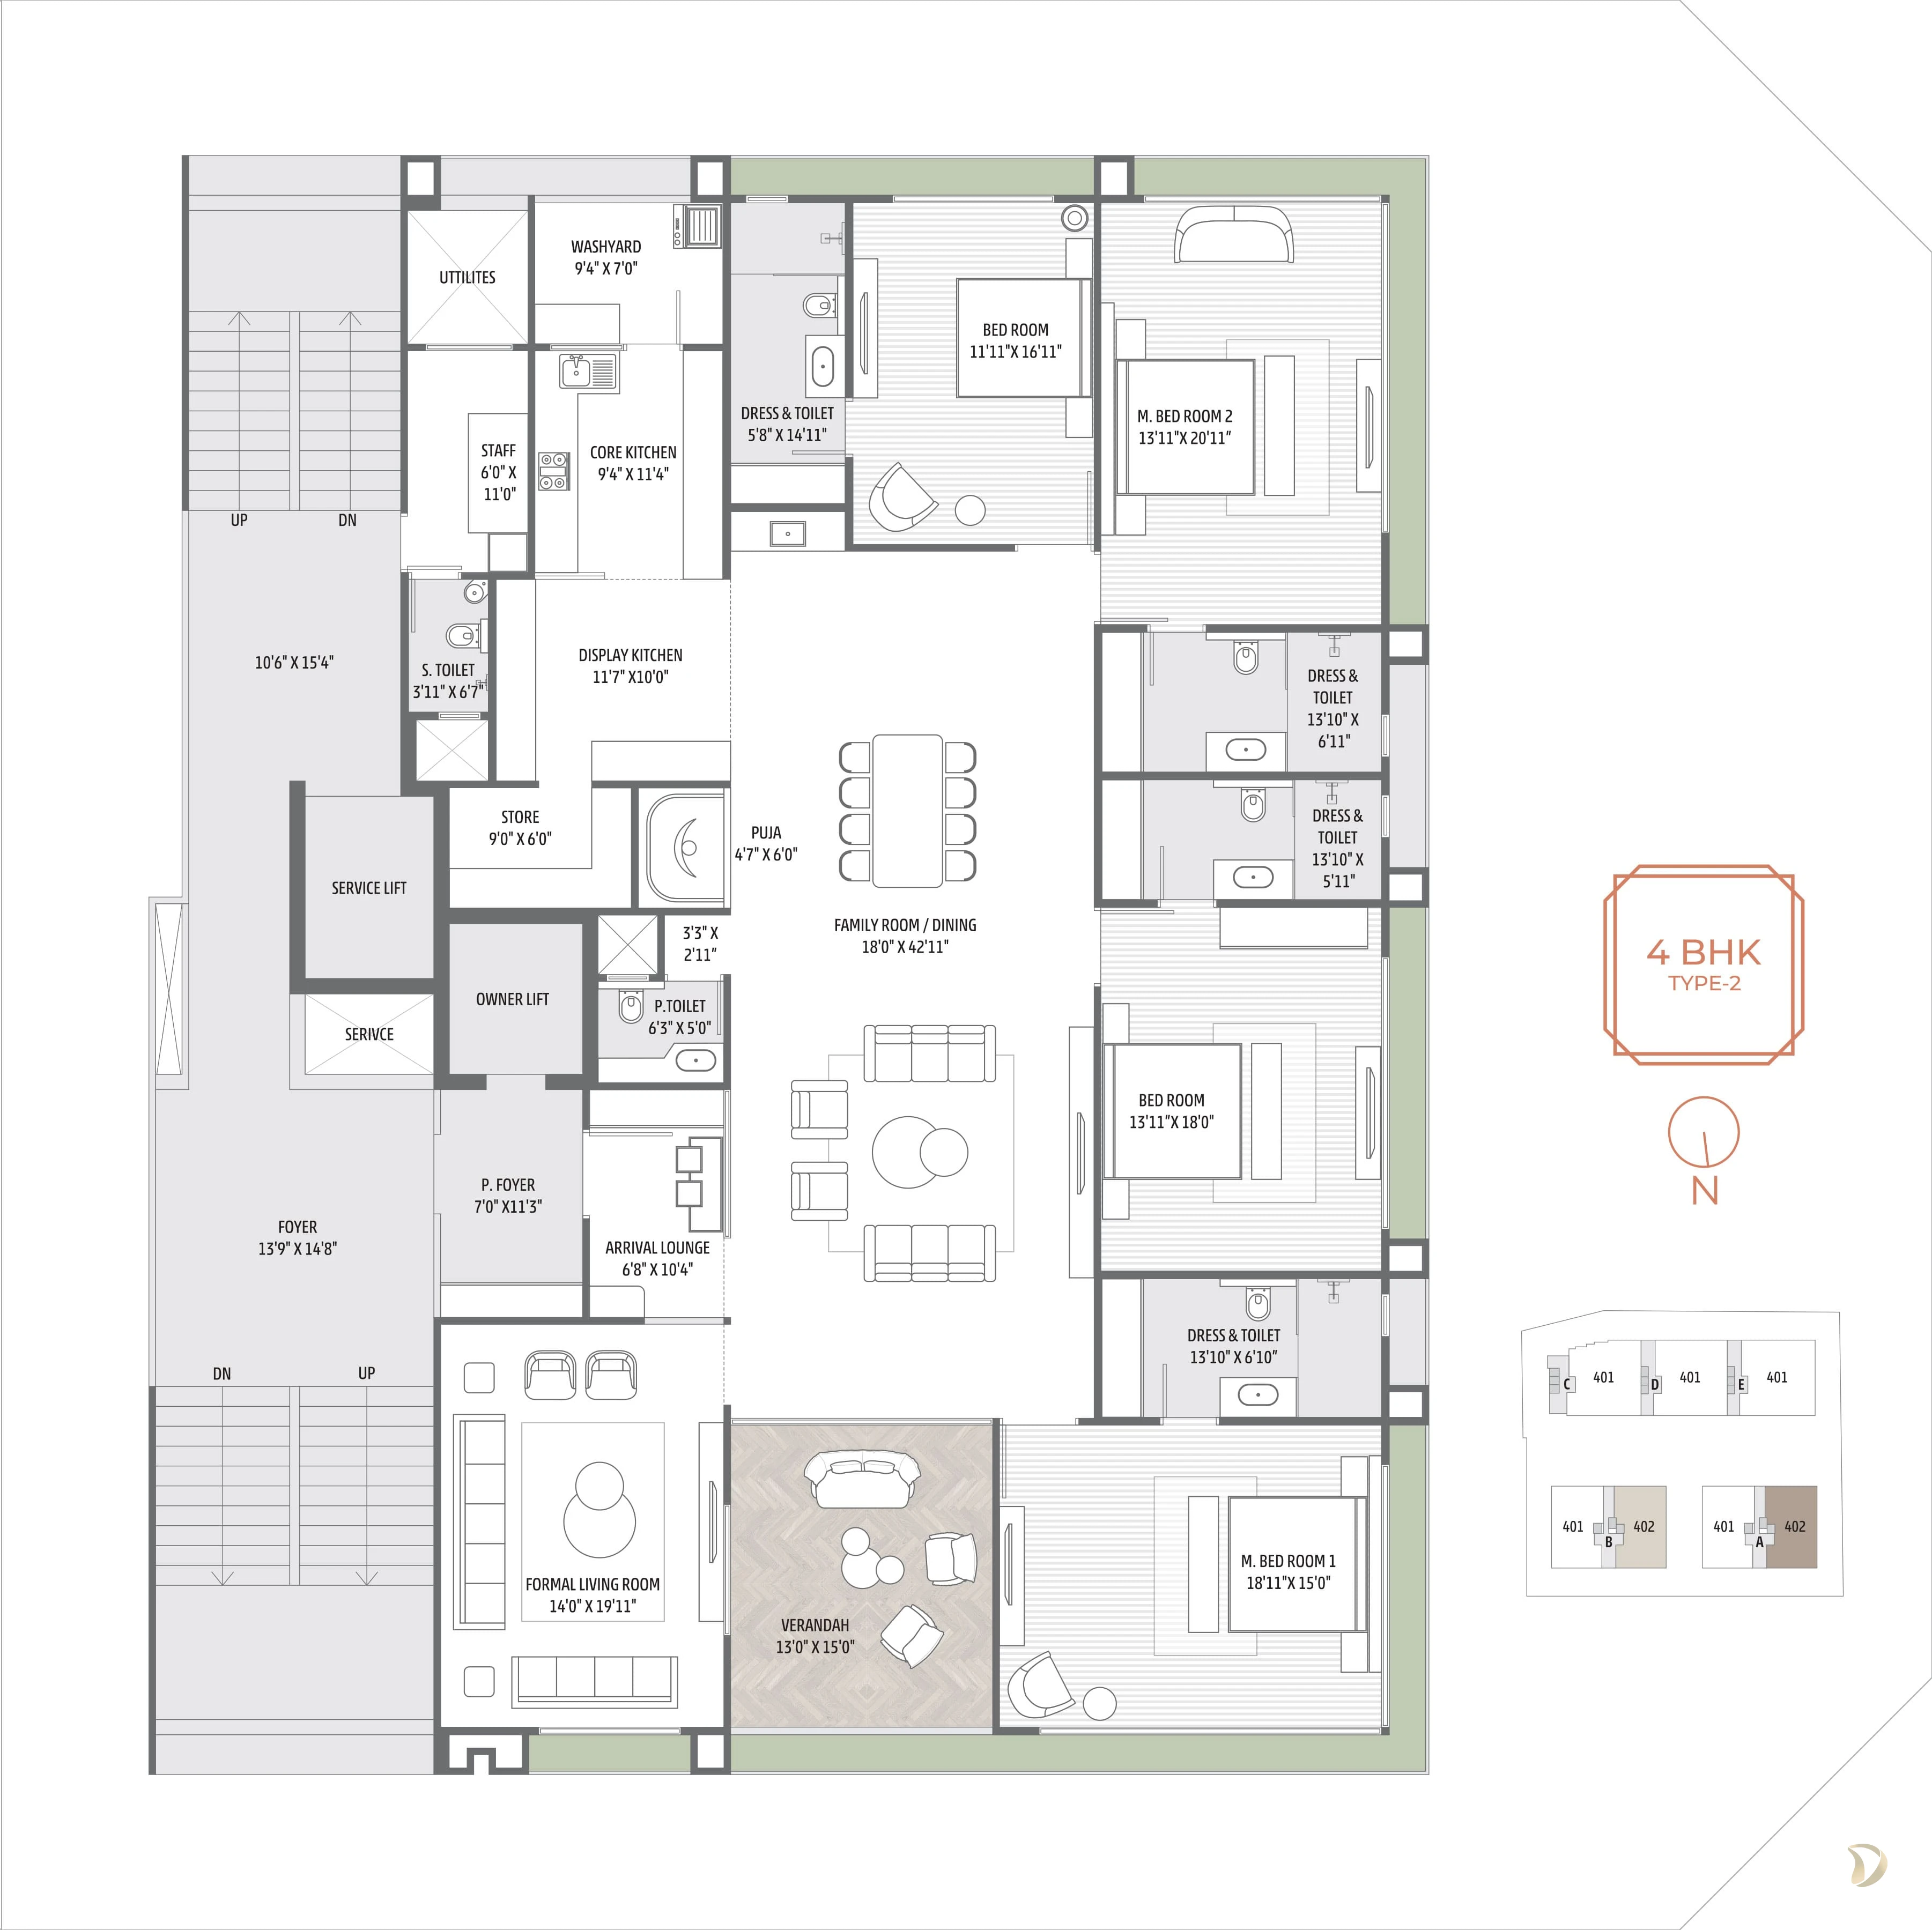 WASHYARD
9'4" X 7'0"
UTTILITES
BED ROOM
11'11"X 16'11"
M. BED ROOM 2
13'11"X 20'11"
DRESS & TOILET
5'8" X 14'11"
STAFF
6'0" X
11'0"
CORE KITCHEN
9'4" X 11'4"
UP
DN
10'6" X 15'4"
S. TOILET
3'11" X 6'7"
DISPLAY KITCHEN
11'7" X10'0"
DRESS &
TOILET
13'10" X
6'11"
STORE
9'0" X 6'0"
PUJA
4'7" X 6'0"
DRESS &
TOILET
13'10" X
5'11"
SERVICE LIFT
FAMILY ROOM / DINING
18'0" X 42'11"
3'3" X
2'11"
OWNER LIFT
P.TOILET
6'3" X 5'0"
SERIVCE
4 BHK
TYPE-2
N
BED ROOM
13'11"X 18'0"
P. FOYER
7'0" X11'3"
FOYER
13'9" X 14'8"
ARRIVAL LOUNGE
6'8" X 10'4"
DRESS & TOILET
13'10" X 6'10"
DN
UP
C
401
D
401
E
401
401
B
402
401
A
402
FORMAL LIVING ROOM
14'0" X 19'11"
VERANDAH
13'0" X 15'0"
M. BED ROOM 1
18'11"X 15'0"